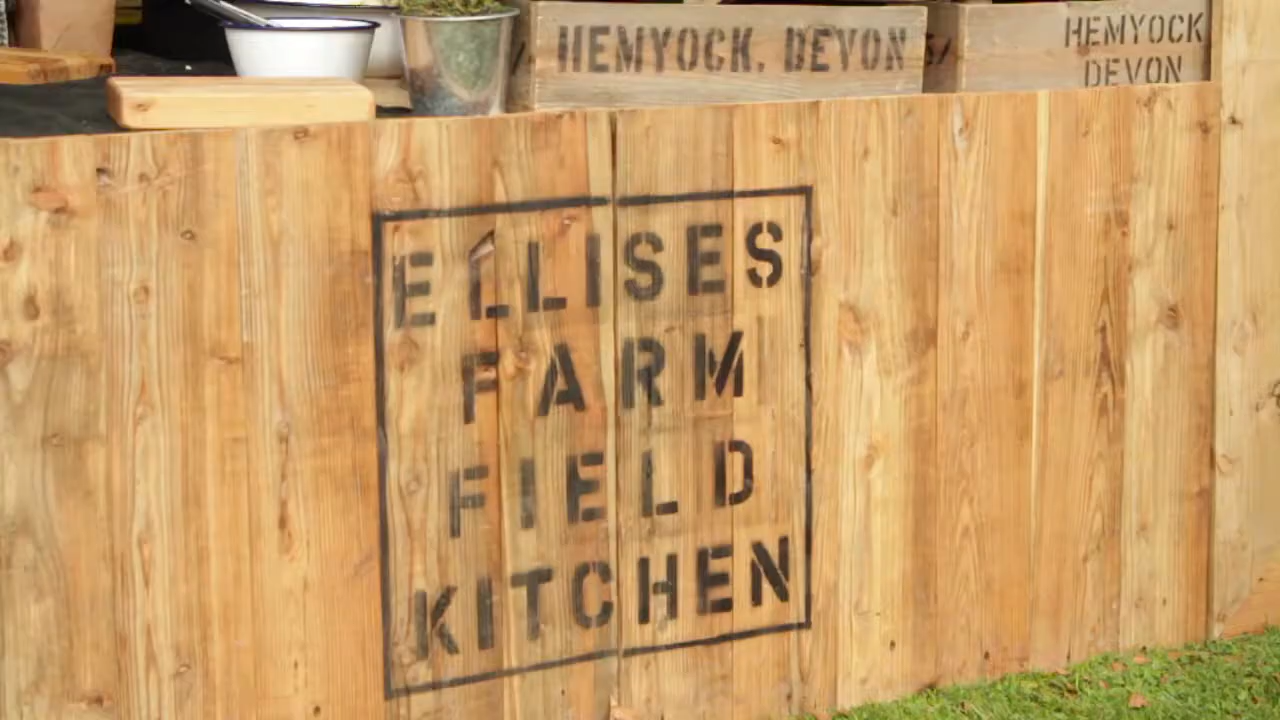 HEMYOCK, DEVON
HEMYOCK
DEVON
ELLISES
FARM
FIELD
KITCHEN